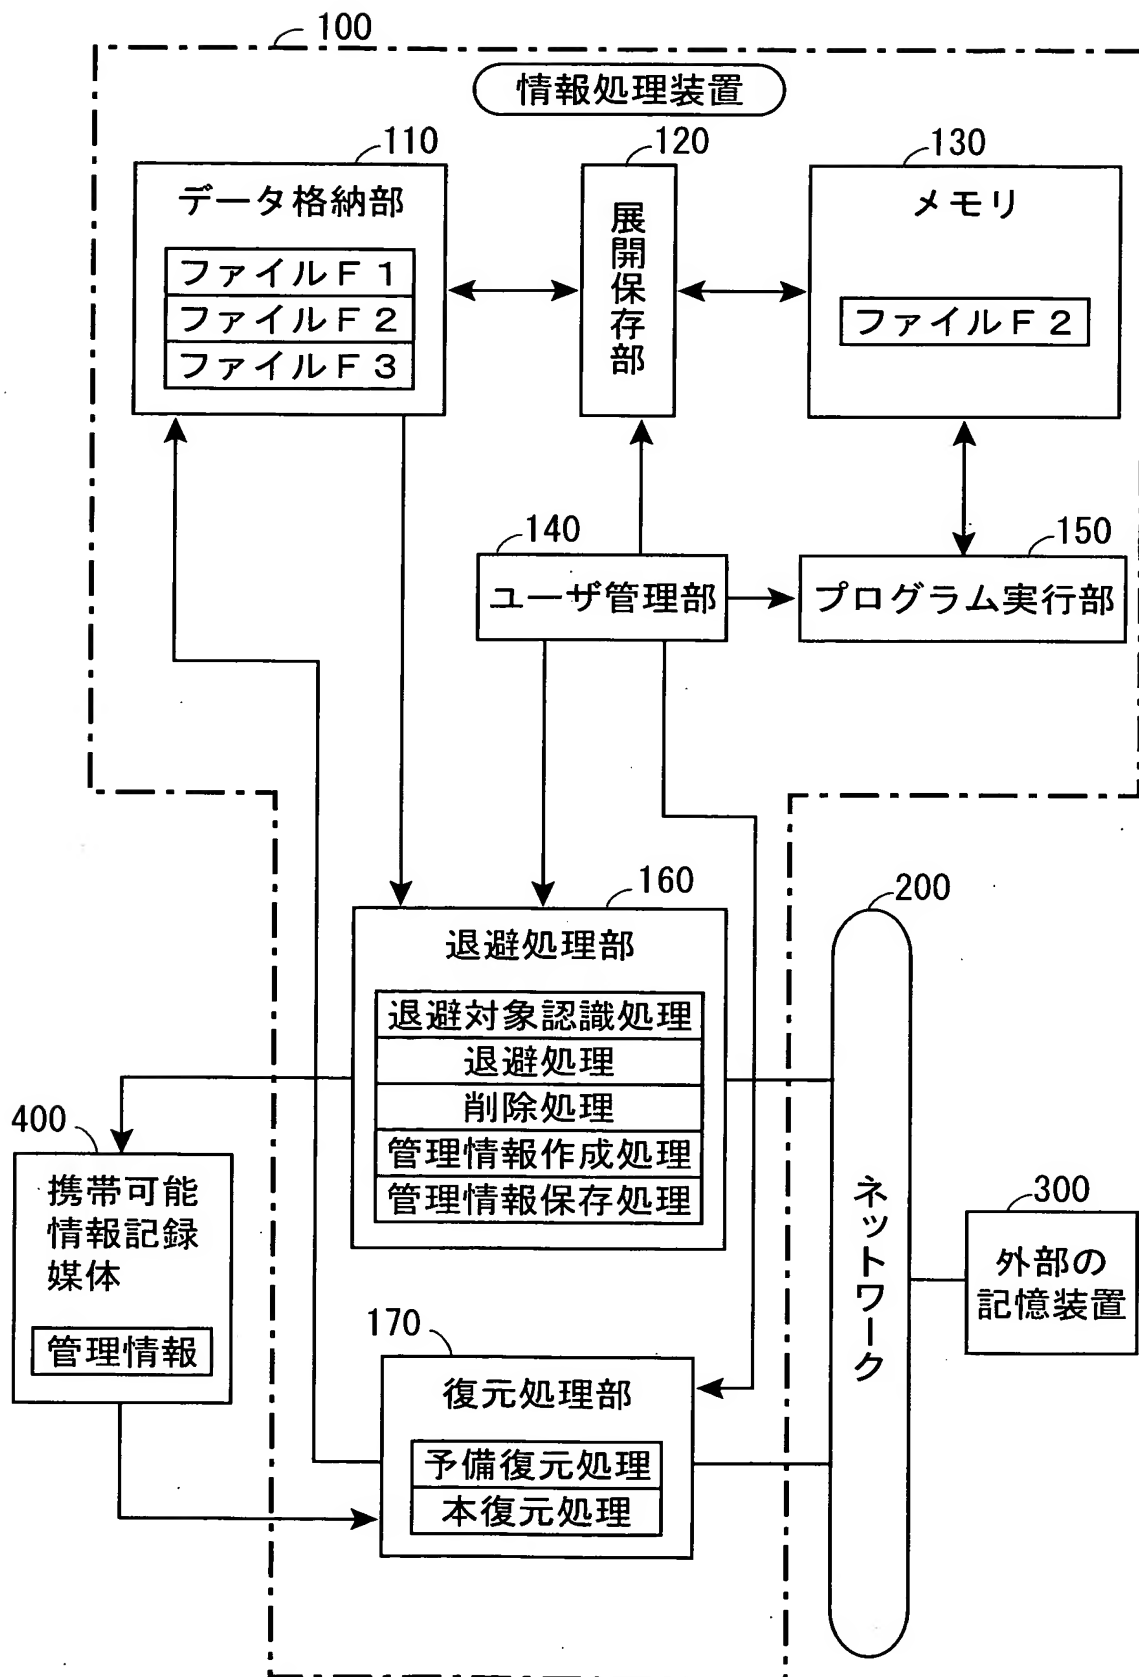 100
情報処理装置
110
データ格納部
ファイルF1
ファイルF2
ファイルF3
120
展開保存部
130
メモリ
ファイルF2
140
ユーザ管理部
150
プログラム実行部
160
退避処理部
退避対象認識処理
退避処理
削除処理
管理情報作成処理
管理情報保存処理
200
ネットワーク
300
外部の
記憶装置
400
携帯可能
情報記録
媒体
管理情報
170
復元処理部
予備復元処理
本復元処理